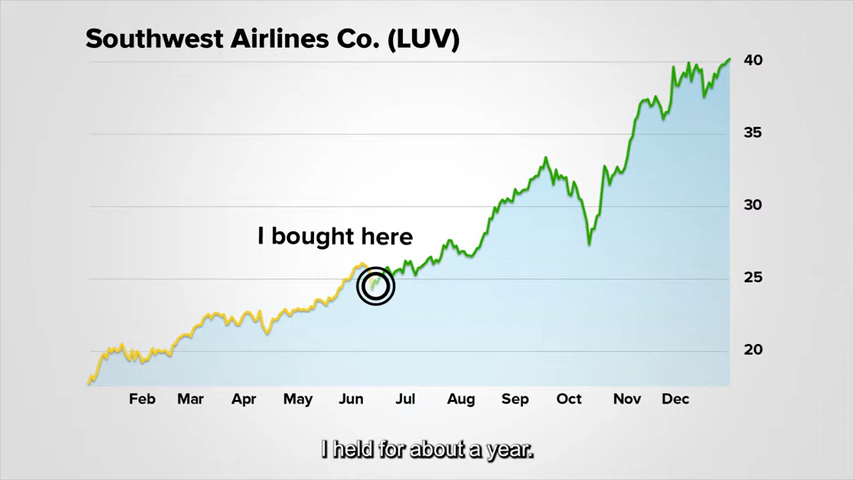 Southwest Airlines Co. (LUV)
40
35
30
I bought here
25
20
Feb Mar Apr May Jun Jul Aug Sep Oct Nov Dec
I held for about a year.